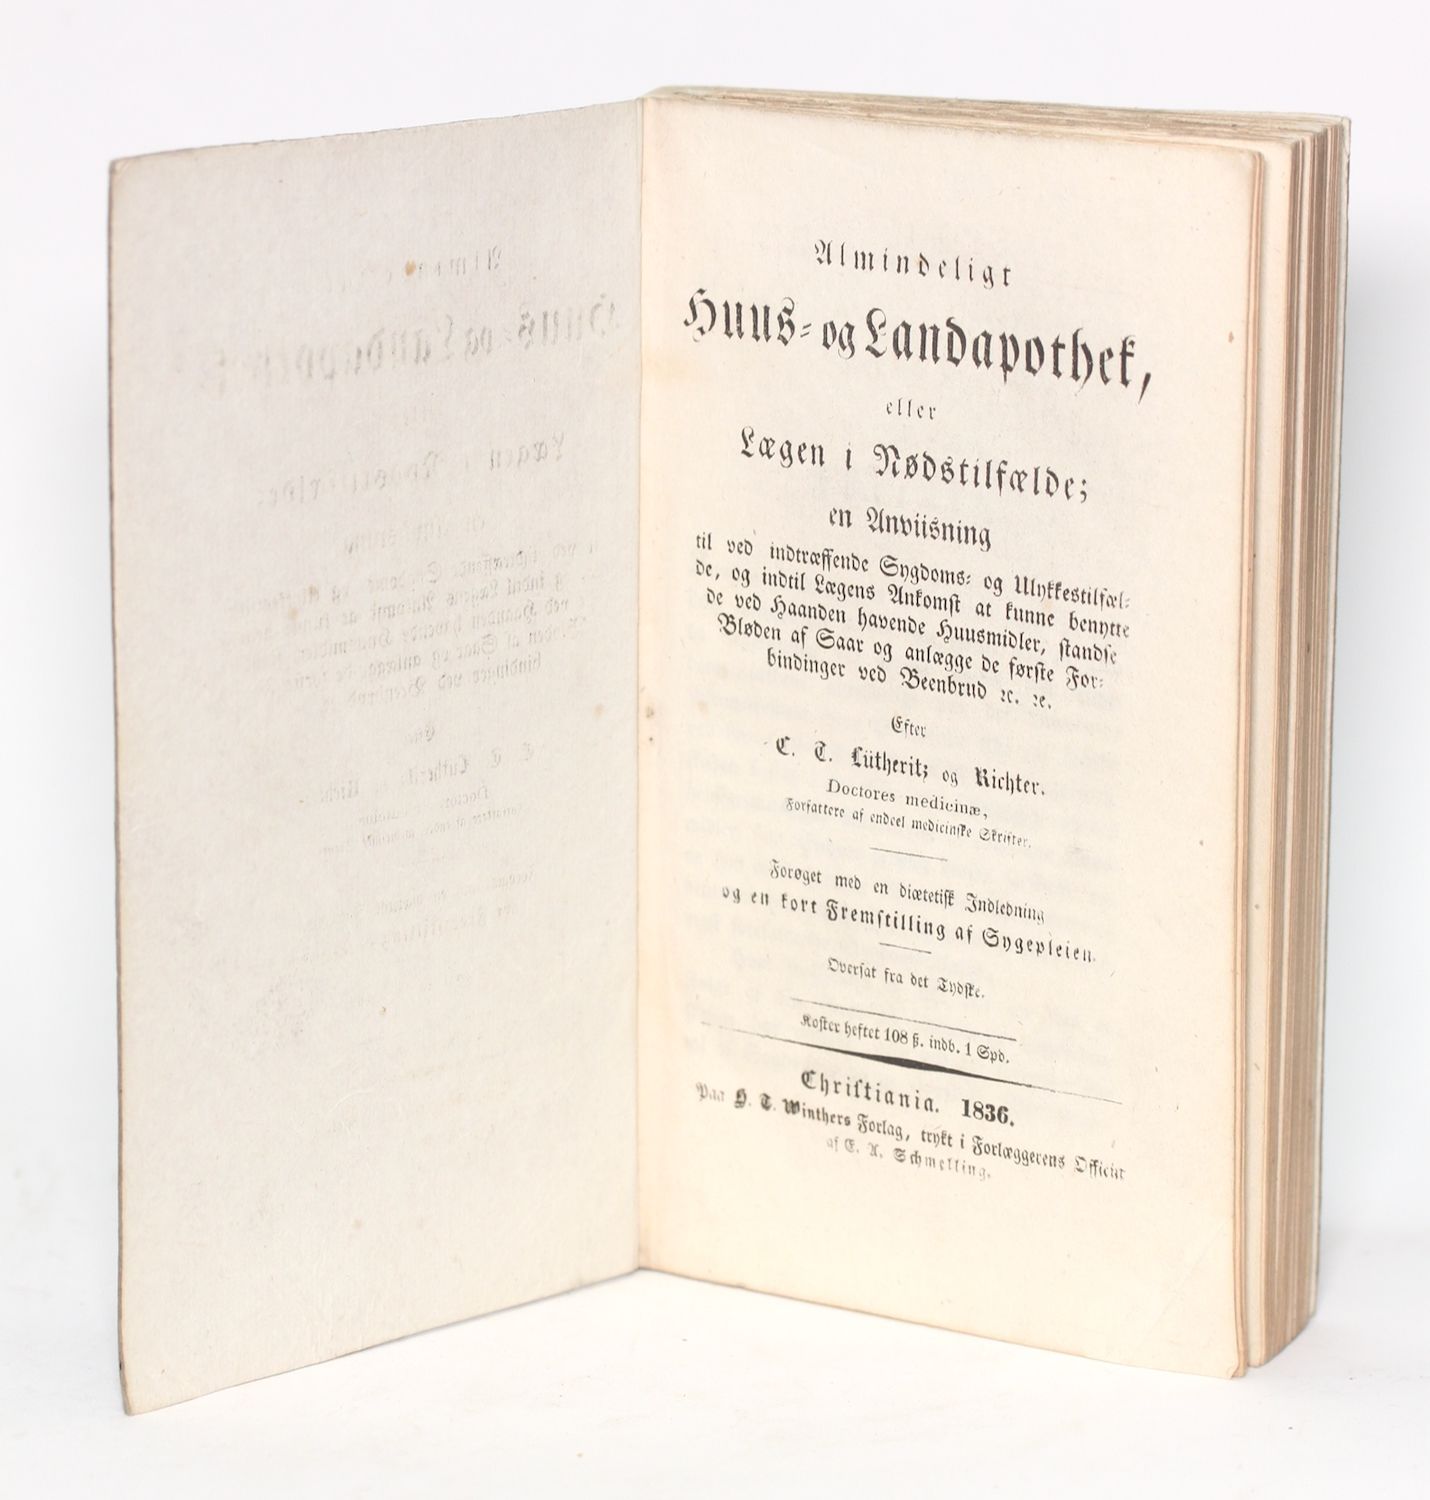 Almindeligt
Huus- og Landapothek,
eller
Lægen i Nødstilfælde;
en Anviisning
til ved indtræffende Sygdoms- og Ulykkestilfæl-
de, og indtil Lægens Ankomst at kunne benytte
de ved Haanden havende Huusmidler, standse
Bløden af Saar og anlægge de første For-
bindinger ved Beenbrud ꝛc. ꝛc.
Efter
C. T. Lütheritz og Richter.
Doctores medicinæ,
Forfattere af endeel medicinske Skrifter.
Forøget med en diætetisk Indledning
og en kort Fremstilling af Sygepleien.
Oversat fra det Tydske.
Koster heftet 108 ß. indb. 1 Spd.
Christiania. 1836.
Paa H. T. Winthers Forlag, trykt i Forlæggerens Officin
af E. A. Schmelling.